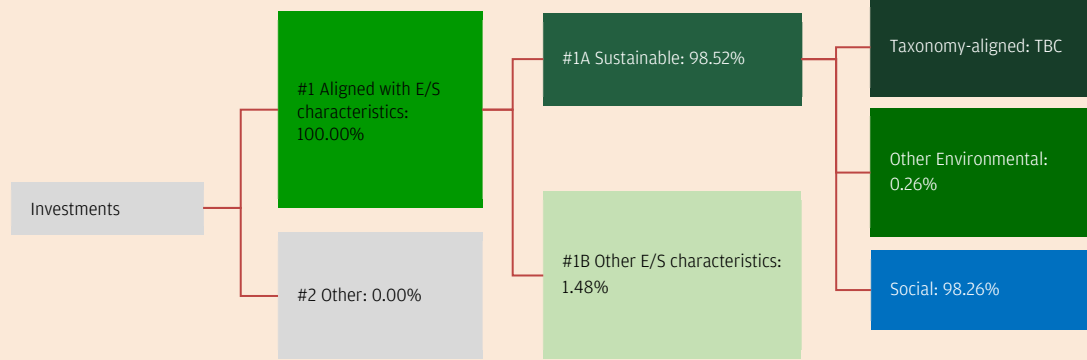 Investments
#1 Aligned with E/S
characteristics:
100.00%
#2 Other: 0.00%
#1A Sustainable: 98.52%
#1B Other E/S characteristics:
1.48%
Taxonomy-aligned: TBC
Other Environmental:
0.26%
Social: 98.26%